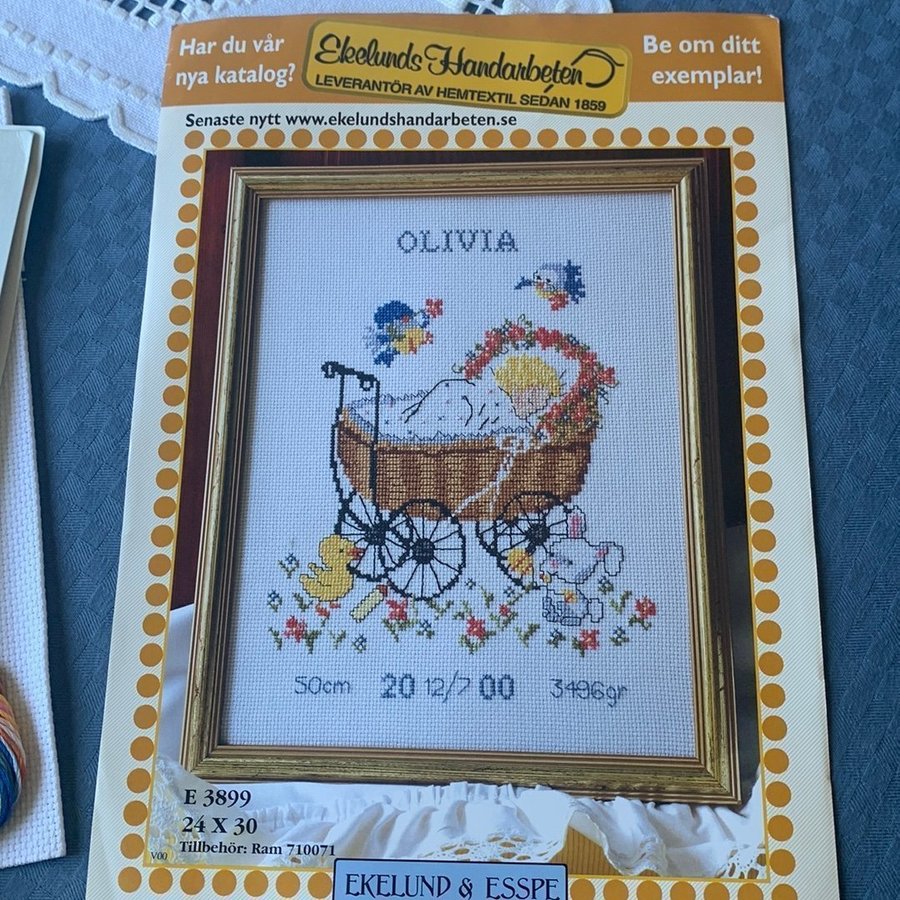 Har du vår
nya katalog?
Ekelunds Handarbeten
LEVERANTÖR AV HEMTEXTIL SEDAN 1859
Be om ditt
exemplar!
Senaste nytt www.ekelundshandarbeten.se
OLIVIA
50cm 20 12/7 00 3496gr
E 3899
24 X 30
Tillbehör: Ram 710071
V00
EKELUND & ESSPE